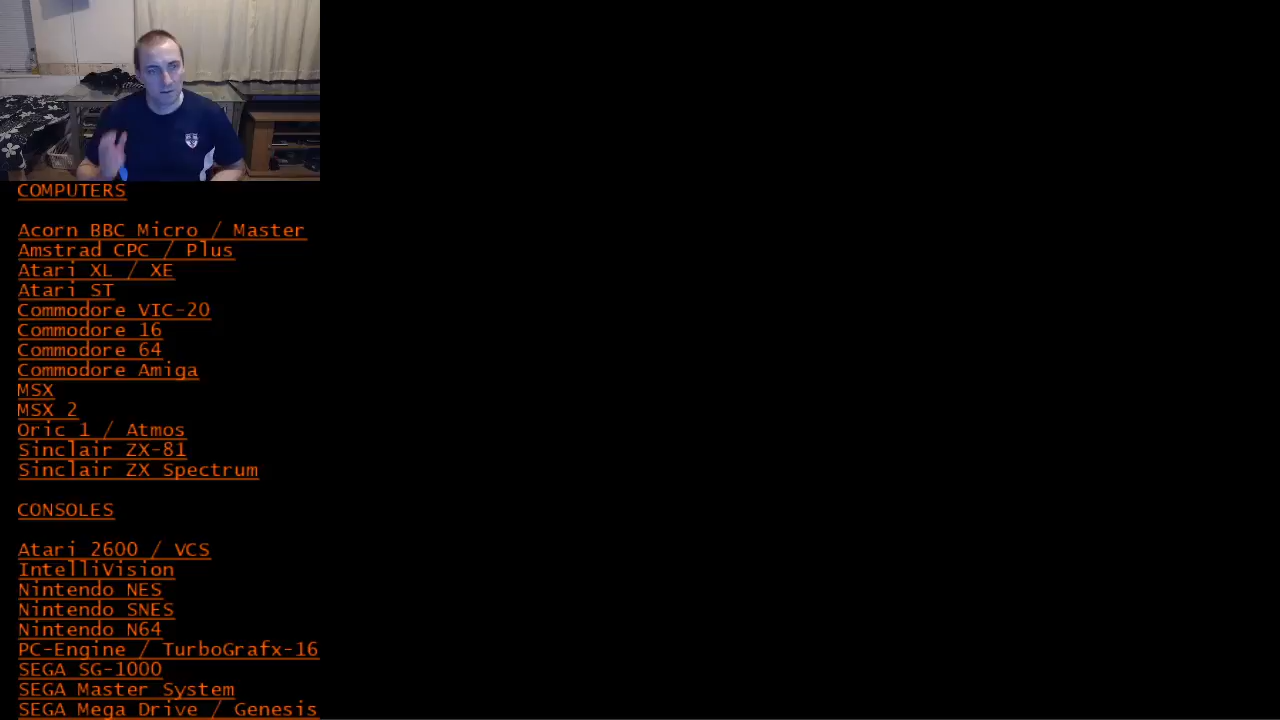 COMPUTERS
Acorn BBC Micro / Master
Amstrad CPC / Plus
Atari XL / XE
Atari ST
Commodore VIC-20
Commodore 16
Commodore 64
Commodore Amiga
MSX
MSX 2
Oric 1 / Atmos
Sinclair ZX-81
Sinclair ZX Spectrum
CONSOLES
Atari 2600 / VCS
IntelliVision
Nintendo NES
Nintendo SNES
Nintendo N64
PC-Engine / TurboGrafx-16
SEGA SG-1000
SEGA Master System
SEGA Mega Drive / Genesis